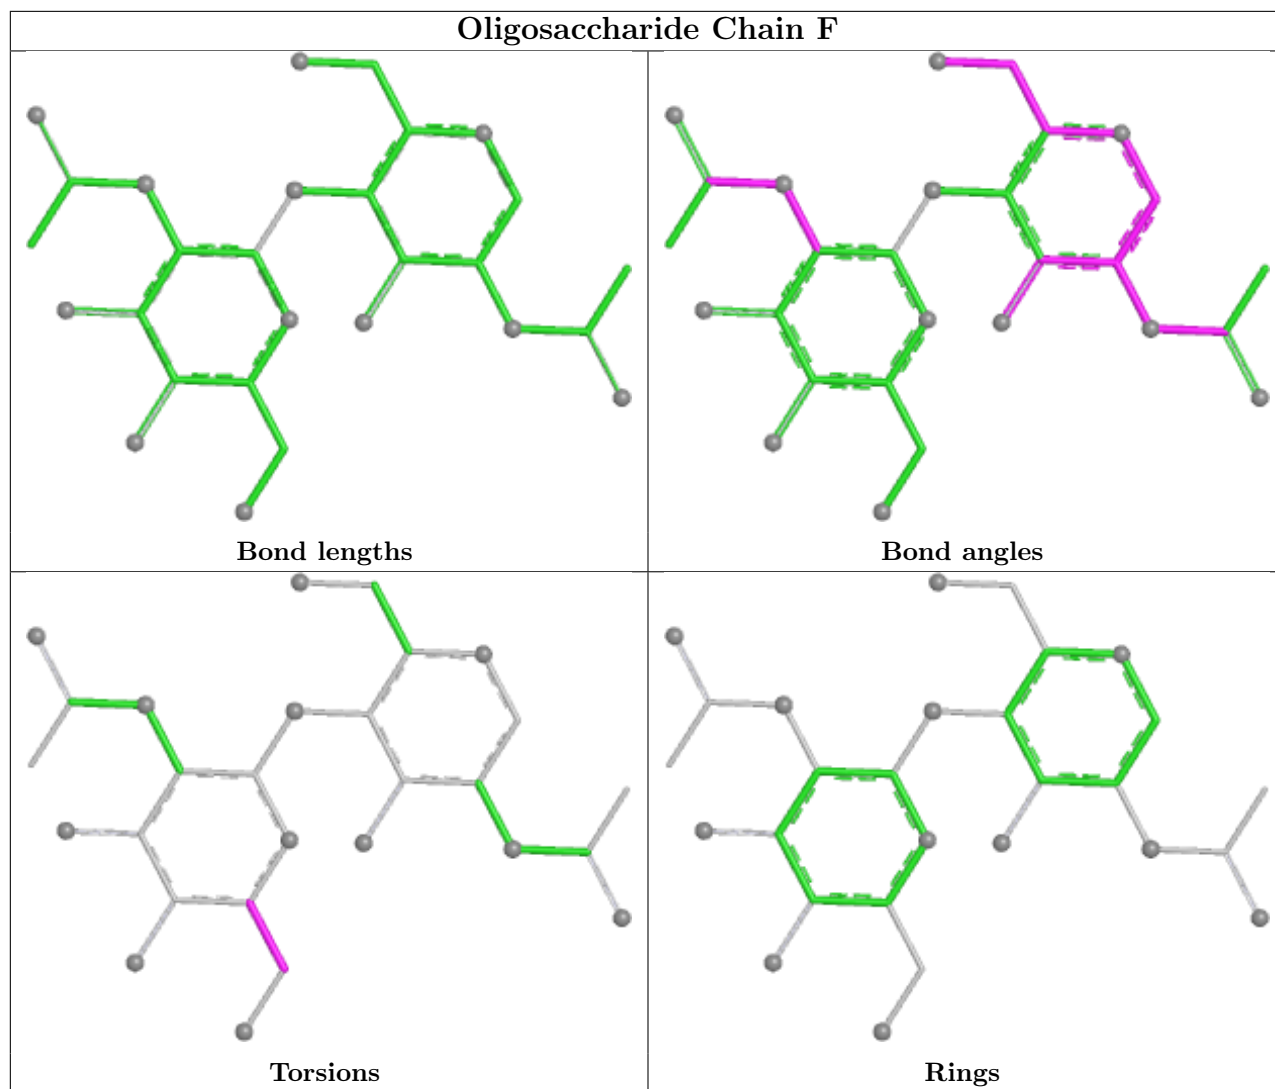 Oligosaccharide Chain F
Bond lengths
Bond angles
Torsions
Rings